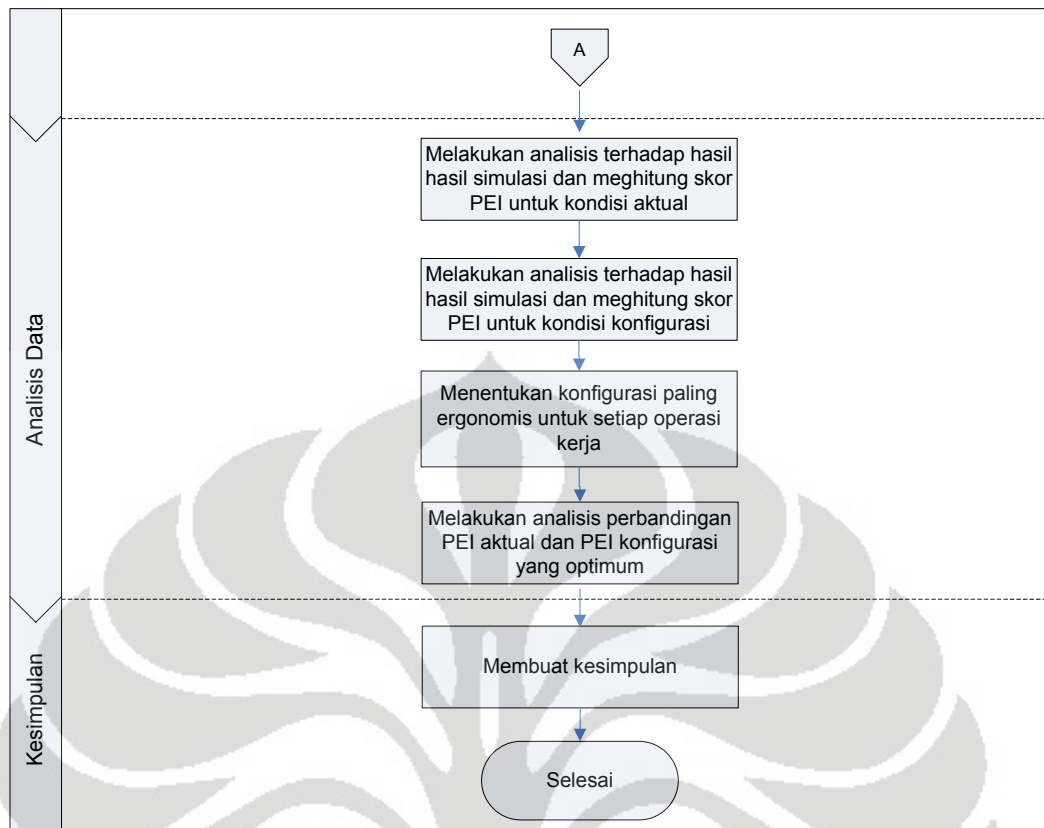 A
Melakukan analisis terhadap hasil
hasil simulasi dan meghitung skor
PEI untuk kondisi aktual
Melakukan analisis terhadap hasil
hasil simulasi dan meghitung skor
PEI untuk kondisi konfigurasi
Menentukan konfigurasi paling
ergonomis untuk setiap operasi
kerja
Melakukan analisis perbandingan
PEI aktual dan PEI konfigurasi
yang optimum
Analisis Data
Membuat kesimpulan
Selesai
Kesimpulan